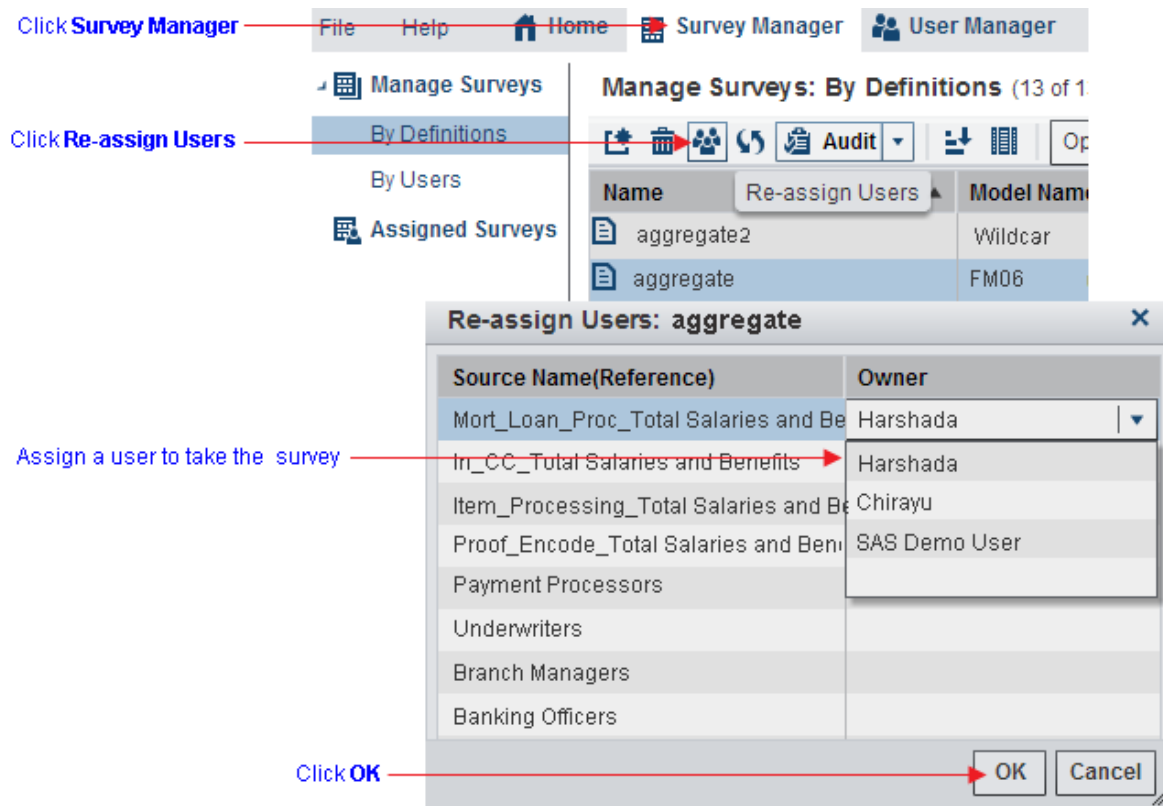 Click Survey Manager
File Help Home Survey Manager User Manager
Manage Surveys
Manage Surveys: By Definitions (13 of 1
Click Re-assign Users
By Definitions
Audit
Op
By Users
Name
Re-assign Users
Model Name
Assigned Surveys
aggregate2 Wildcar
aggregate FM06
Re-assign Users: aggregate
Source Name(Reference) Owner
Mort_Loan_Proc_Total Salaries and Be Harshada
Assign a user to take the survey
In_CC_Total Salaries and Benefits Harshada
Item_Processing_Total Salaries and Be Chirayu
Proof_Encode_Total Salaries and Ben SAS Demo User
Payment Processors
Underwriters
Branch Managers
Banking Officers
Click OK
OK Cancel